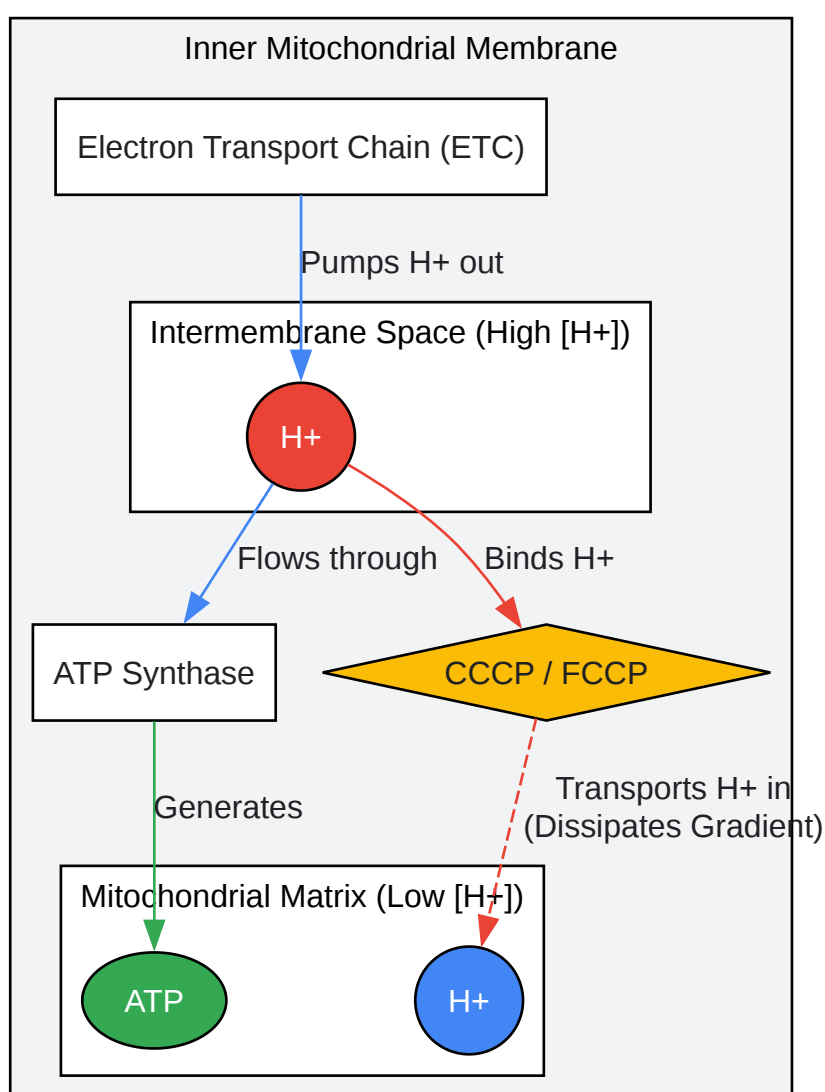 Inner Mitochondrial Membrane
Electron Transport Chain (ETC)
Pumps H+ out
Intermembrane Space (High [H+])
H+
Flows through
Binds H+
ATP Synthase
CCCP / FCCP
Generates
Transports H+ in
(Dissipates Gradient)
Mitochondrial Matrix (Low [H+])
ATP
H+